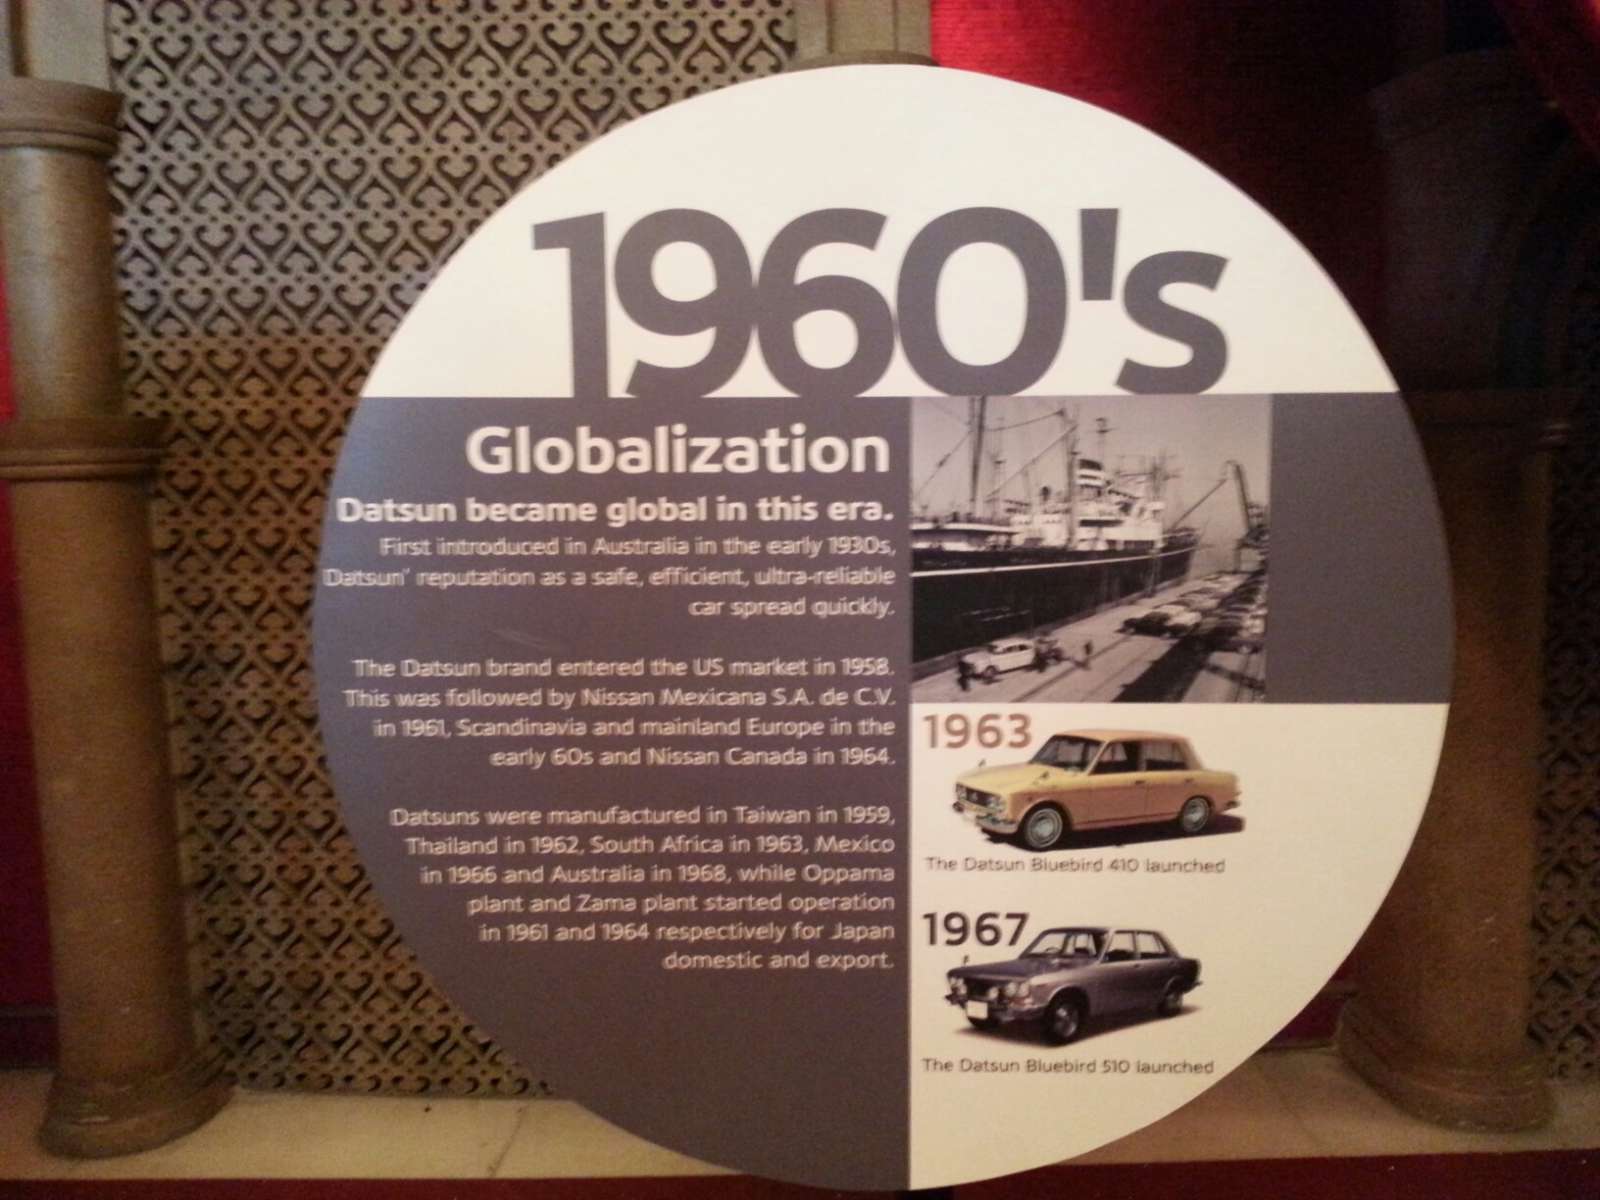 1960's
Globalization
Datsun became global in this era.
First introduced in Australia in the early 1930s,
Datsun' reputation as a safe, efficient, ultra-reliable
car spread quickly.
The Datsun brand entered the US market in 1958.
This was followed by Nissan Mexicana S.A. de C.V.
in 1961, Scandinavia and mainland Europe in the
early 60s and Nissan Canada in 1964.
Datsuns were manufactured in Taiwan in 1959,
Thailand in 1962, South Africa in 1963, Mexico
in 1966 and Australia in 1968, while Oppama
plant and Zama plant started operation
in 1961 and 1964 respectively for Japan
domestic and export.
1963
The Datsun Bluebird 410 launched
1967
The Datsun Bluebird 510 launched